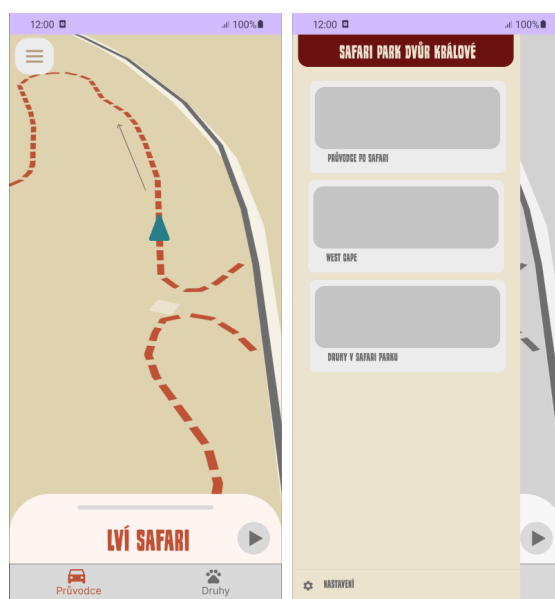 12:00
100%
LVÍ SAFARI
Průvodce
Druhy
12:00
100%
SAFARI PARK DVŮR KRÁLOVÉ
PRŮVODCE PO SAFARI
WEST CAPE
DRUHY V SAFARI PARKU
NASTAVENÍ